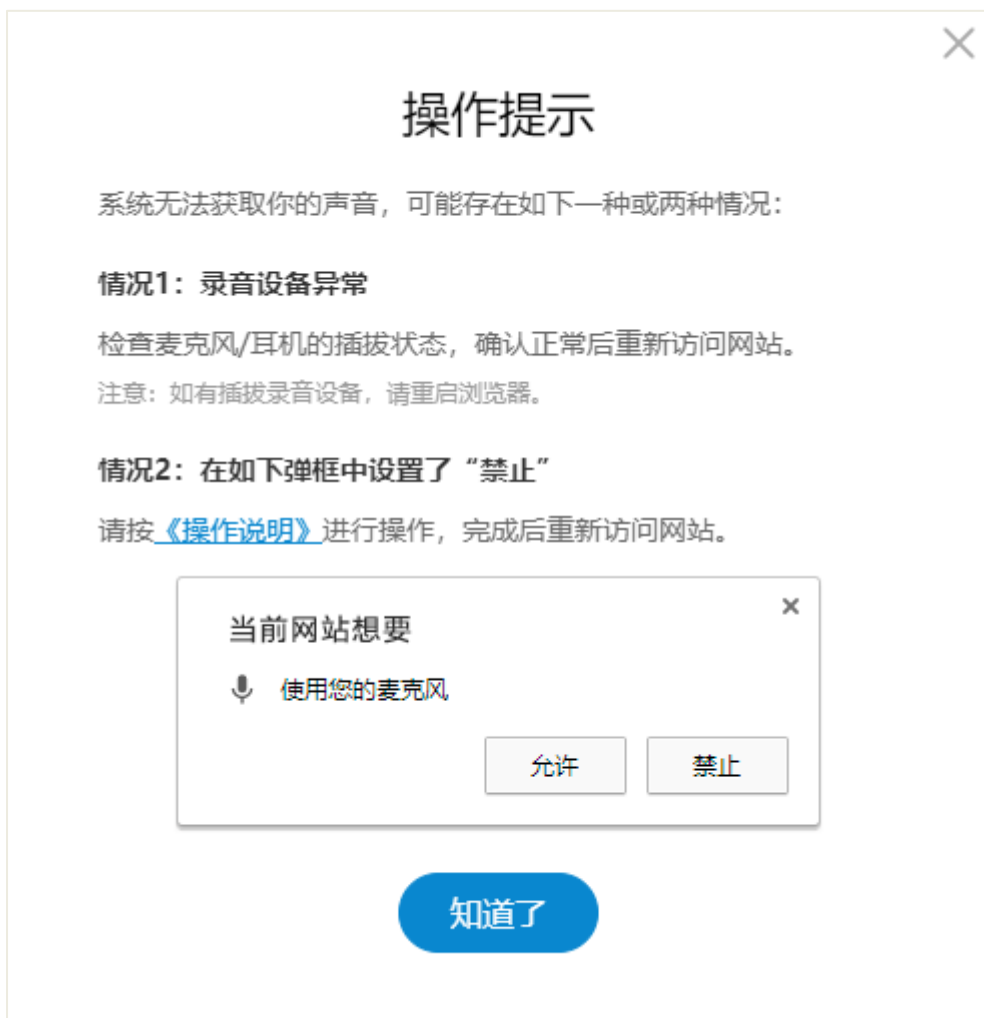 操作提示
系统无法获取你的声音，可能存在如下一种或两种情况：
情况1：录音设备异常
检查麦克风/耳机的插拔状态，确认正常后重新访问网站。
注意：如有插拔录音设备，请重启浏览器。
情况2：在如下弹框中设置了“禁止”
请按《操作说明》进行操作，完成后重新访问网站。
当前网站想要
使用您的麦克风
允许 禁止
知道了